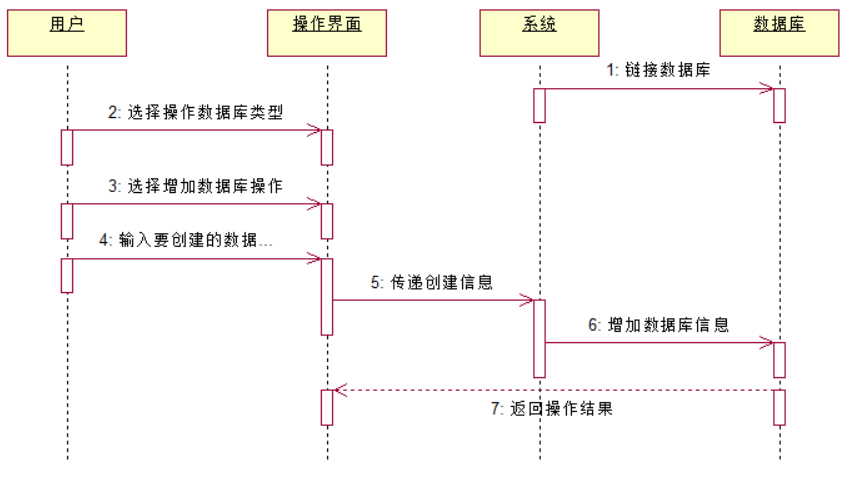 用户
操作界面
系统
数据库
1: 链接数据库
2: 选择操作数据库类型
3: 选择增加数据库操作
4: 输入要创建的数据...
5: 传递创建信息
6: 增加数据库信息
7: 返回操作结果